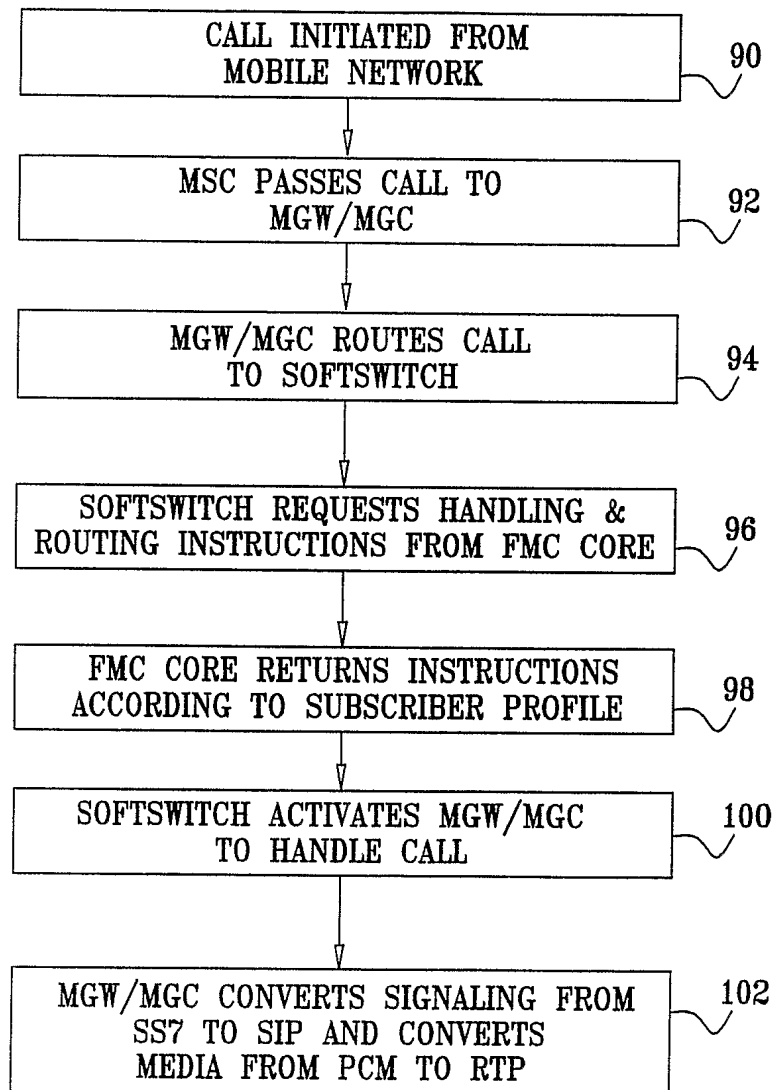 CALL INITIATED FROM
MOBILE NETWORK
90
MSC PASSES CALL TO
MGW/MGC
92
MGW/MGC ROUTES CALL
TO SOFTSWITCH
94
SOFTSWITCH REQUESTS HANDLING &
ROUTING INSTRUCTIONS FROM FMC CORE
96
FMC CORE RETURNS INSTRUCTIONS
ACCORDING TO SUBSCRIBER PROFILE
98
SOFTSWITCH ACTIVATES MGW/MGC
TO HANDLE CALL
100
MGW/MGC CONVERTS SIGNALING FROM
SS7 TO SIP AND CONVERTS
MEDIA FROM PCM TO RTP
102